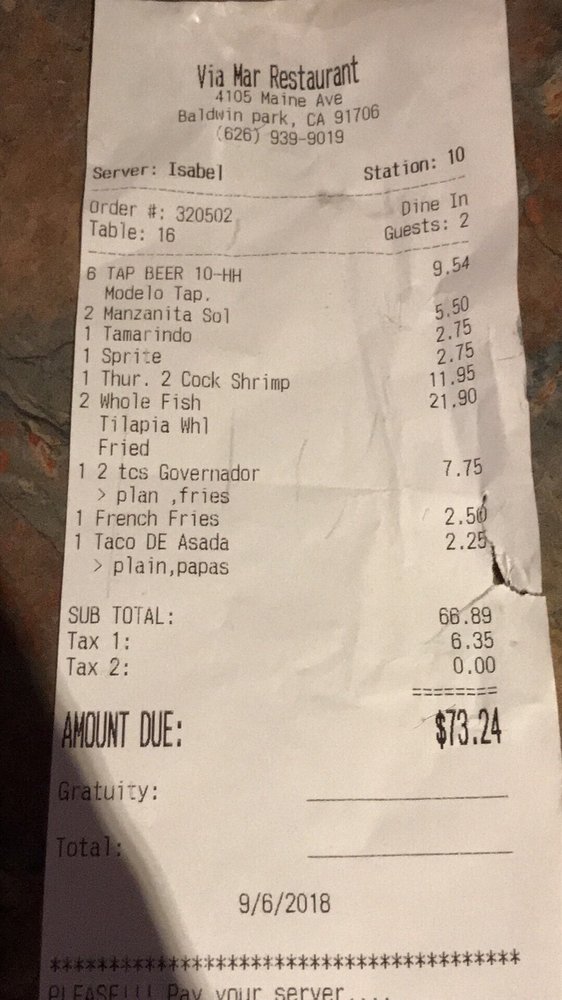 Via Mar Restaurant
4105 Maine Ave
Baldwin park, CA 91706
(626) 939-9019
Server: Isabel Station: 10
Order #: 320502 Dine In
Table: 16 Guests: 2
6 TAP BEER 10-HH 9.54
Modelo Tap.
2 Manzanita Sol 5.50
1 Tamarindo 2.75
1 Sprite 2.75
1 Thur. 2 Cock Shrimp 11.95
2 Whole Fish 21.90
Tilapia Whl
Fried
1 2 tcs Governador 7.75
> plan ,fries
1 French Fries 2.50
1 Taco DE Asada 2.25
> plain,papas
SUB TOTAL: 66.89
Tax 1: 6.35
Tax 2: 0.00
========
AMOUNT DUE: $73.24
Gratuity:
Total:
9/6/2018
****************************************
PLEASE!!! Pay your server....